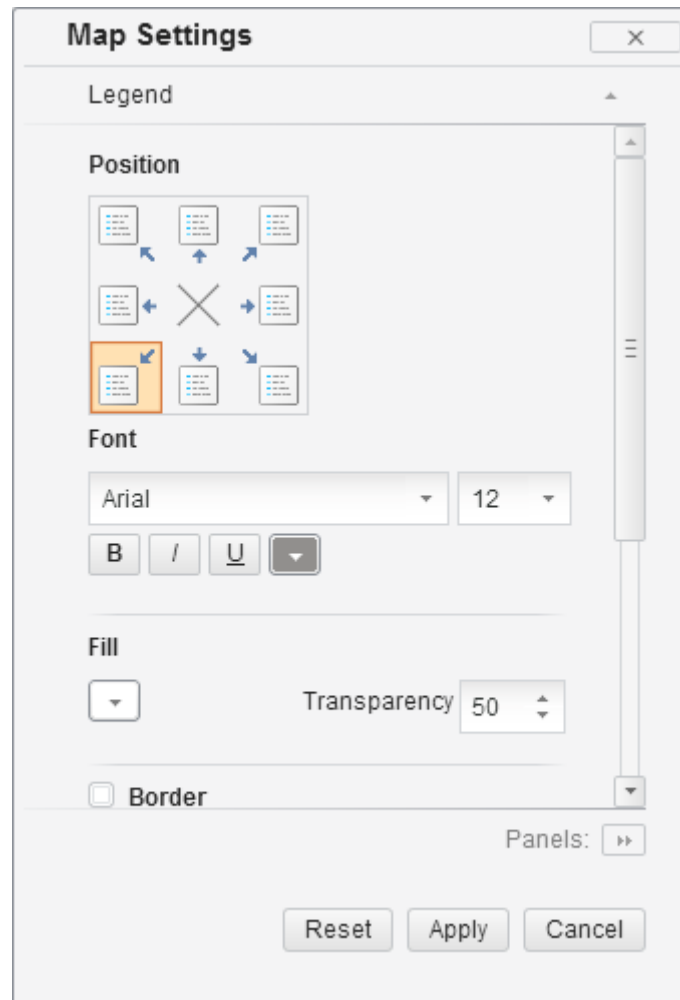 Map Settings
Legend
Position
Font
Arial 12
B I U
Fill
Transparency 50
Border
Panels:
Reset Apply Cancel